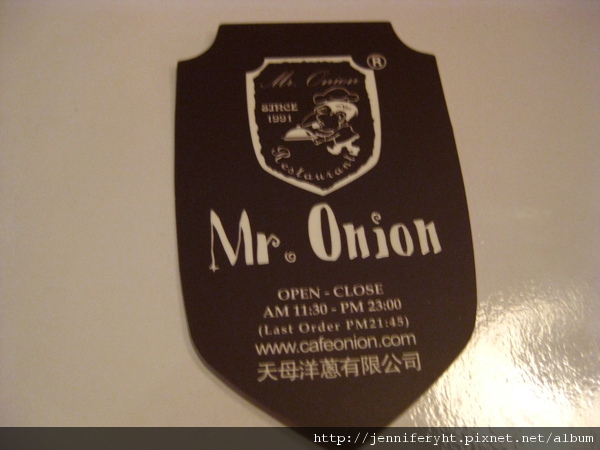 ®
Mr. Onion
SINCE
1991
Restaurant
Mr. Onion
OPEN - CLOSE
AM 11:30 - PM 23:00
(Last Order PM21:45)
www.cafeonion.com
天母洋蔥有限公司
http://jenniferyht.pixnet.net/album